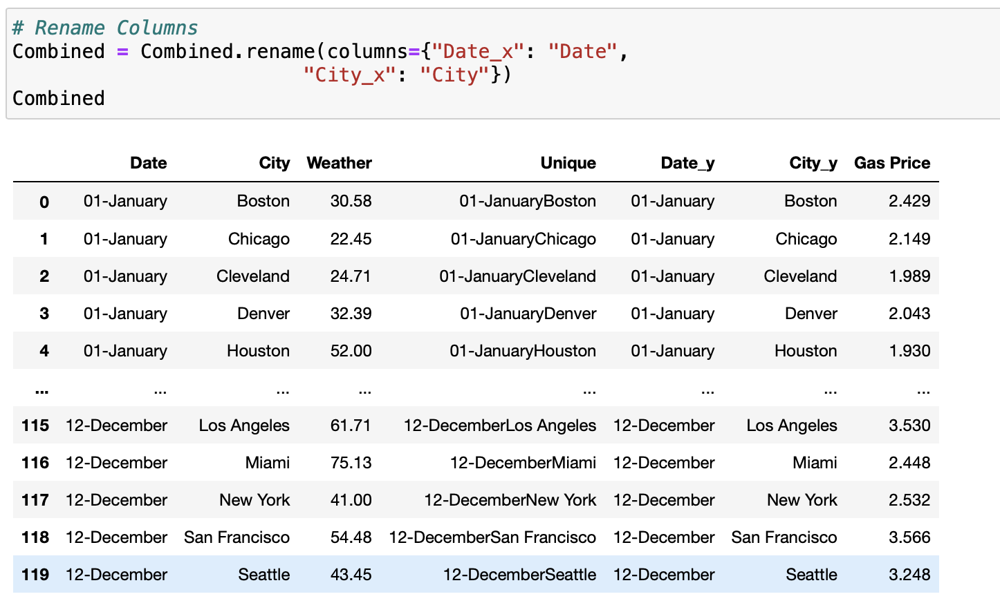 # Rename Columns
Combined = Combined.rename(columns={"Date_x": "Date",
"City_x": "City"})
Combined
Date City Weather Unique Date_y City_y Gas Price
0 01-January Boston 30.58 01-JanuaryBoston 01-January Boston 2.429
1 01-January Chicago 22.45 01-JanuaryChicago 01-January Chicago 2.149
2 01-January Cleveland 24.71 01-JanuaryCleveland 01-January Cleveland 1.989
3 01-January Denver 32.39 01-JanuaryDenver 01-January Denver 2.043
4 01-January Houston 52.00 01-JanuaryHouston 01-January Houston 1.930
... ... ... ... ... ... ... ...
115 12-December Los Angeles 61.71 12-DecemberLos Angeles 12-December Los Angeles 3.530
116 12-December Miami 75.13 12-DecemberMiami 12-December Miami 2.448
117 12-December New York 41.00 12-DecemberNew York 12-December New York 2.532
118 12-December San Francisco 54.48 12-DecemberSan Francisco 12-December San Francisco 3.566
119 12-December Seattle 43.45 12-DecemberSeattle 12-December Seattle 3.248